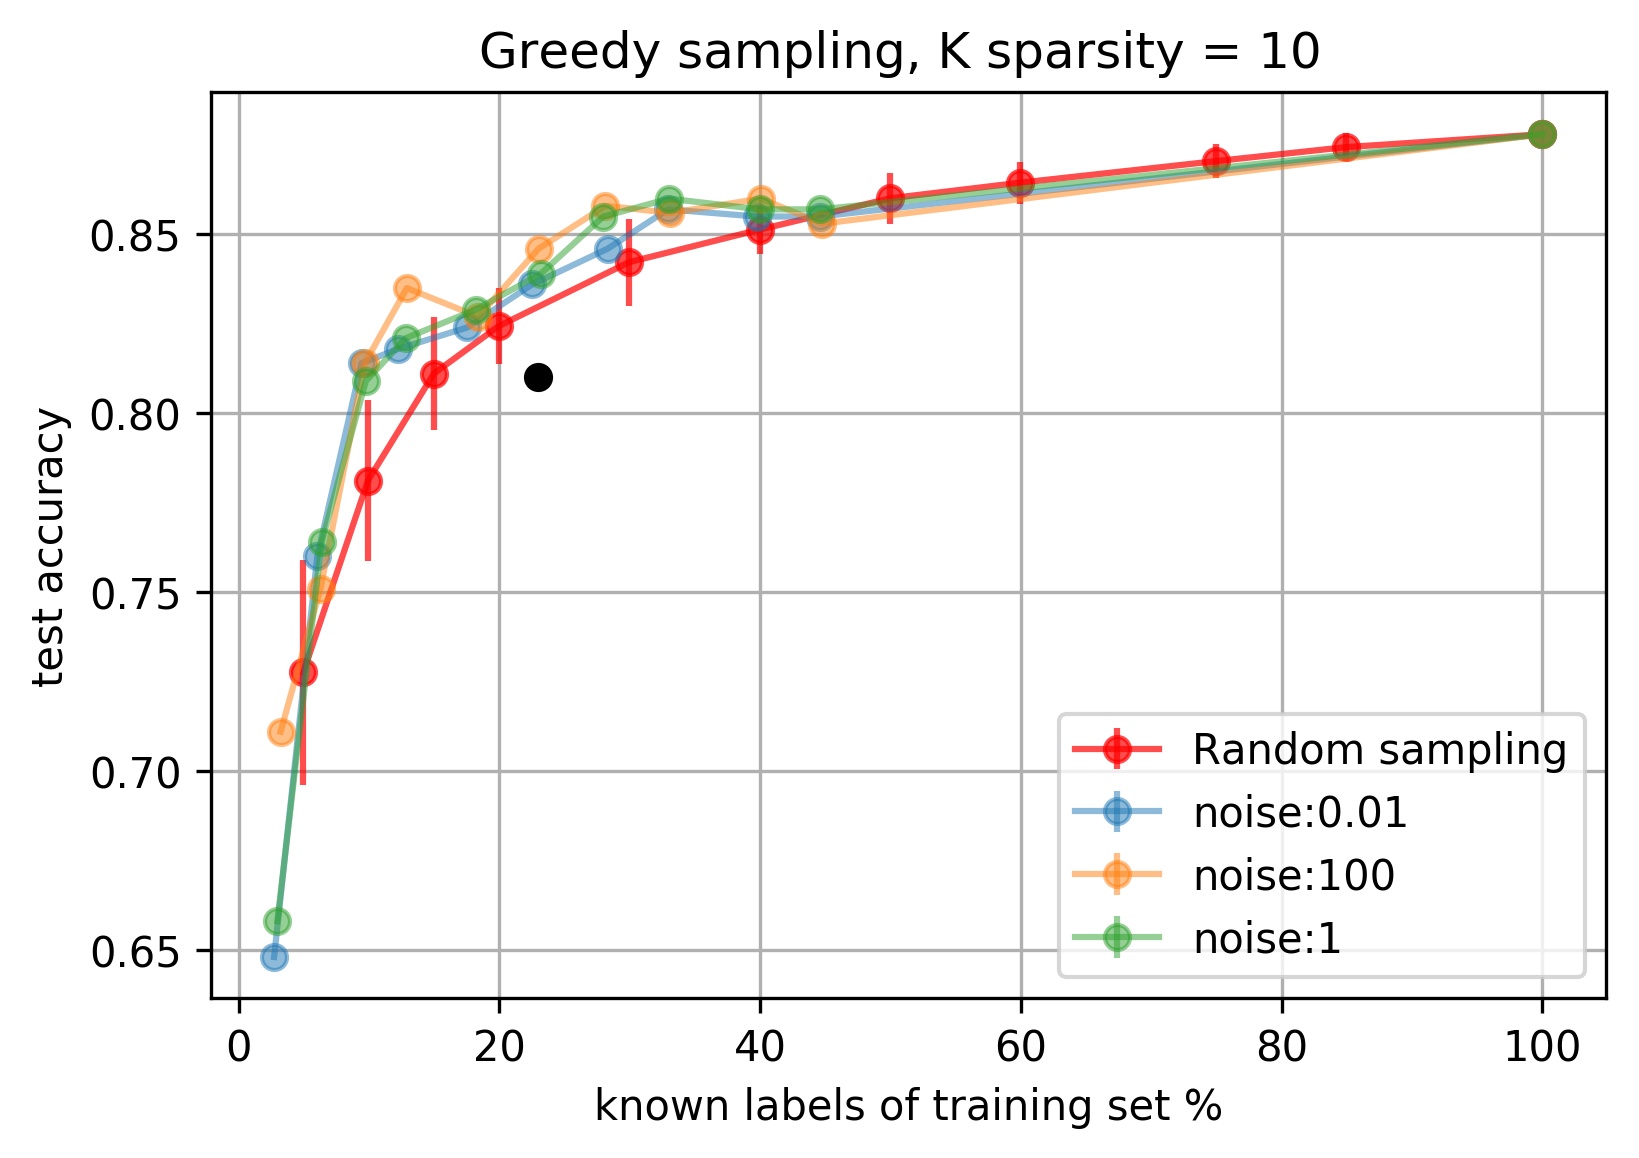 Greedy sampling, K sparsity = 10
test accuracy
0.85
0.80
0.75
0.70
0.65
Random sampling
noise:0.01
noise:100
noise:1
0 20 40 60 80 100
known labels of training set %